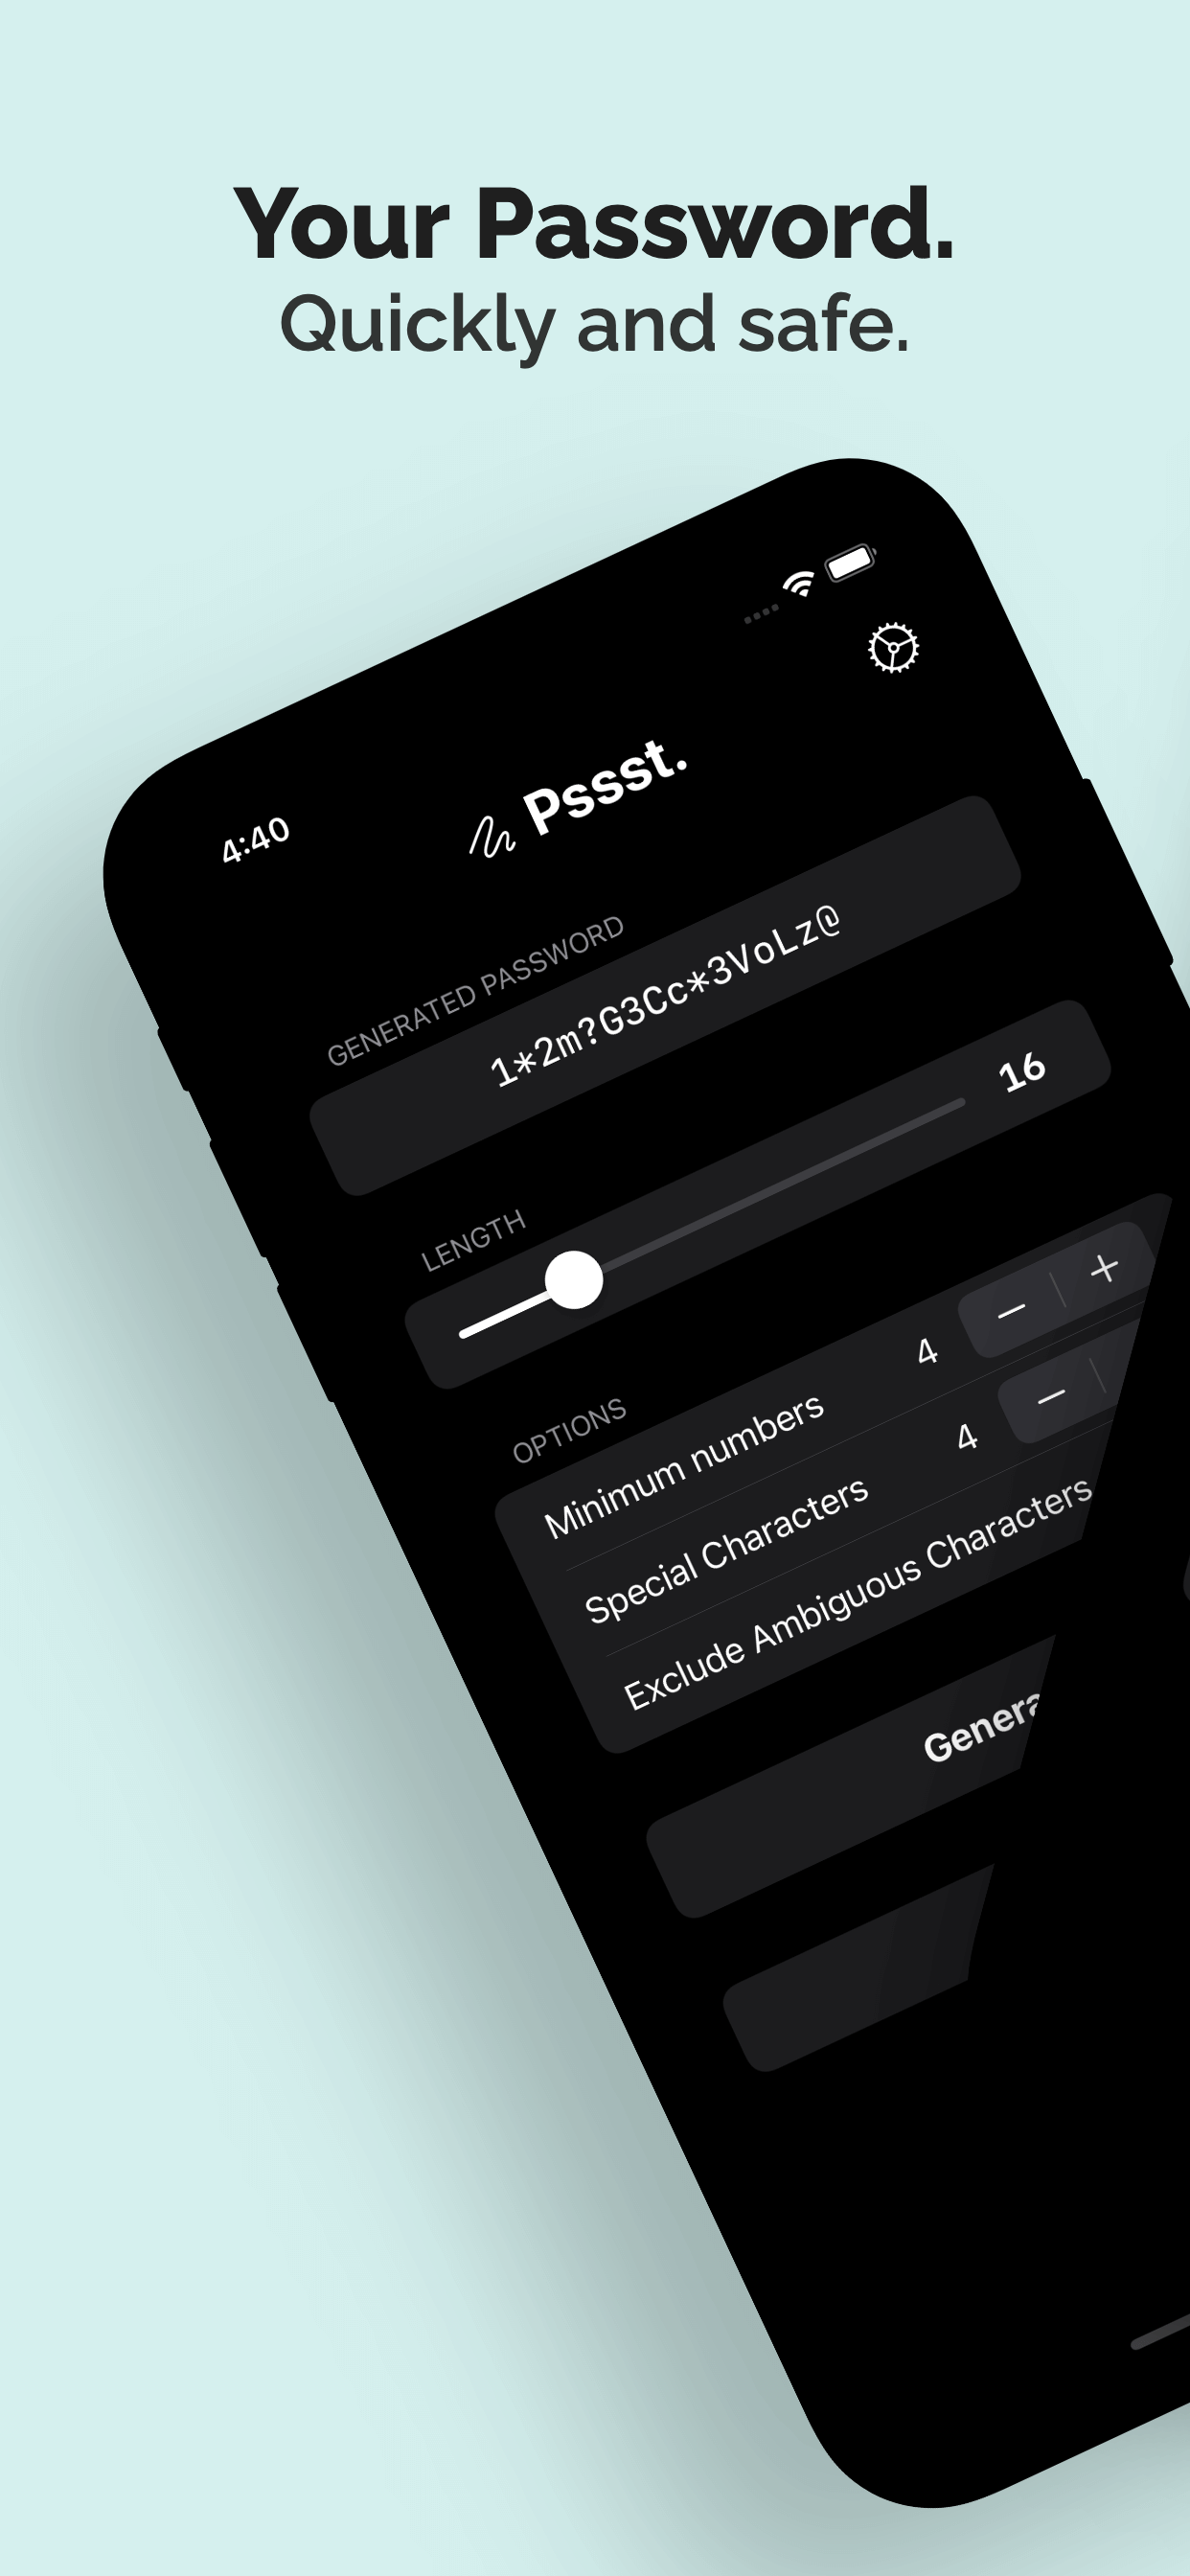 Your Password.
Quickly and safe.
4:40
Pssst.
GENERATED PASSWORD
1*2m?G3Cc*3VoLz@
LENGTH
16
OPTIONS
Minimum numbers 4 − +
Special Characters 4 −
Exclude Ambiguous Characters